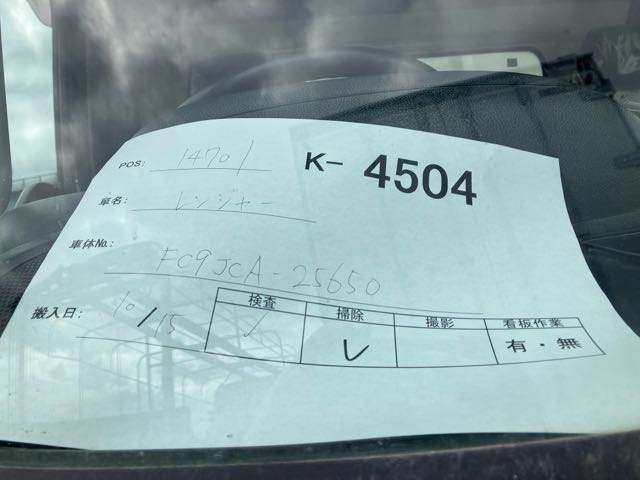 POS: 14701 K- 4504
車名: レンジャー
車体No.: FC9JCA-25650
搬入日: 10/15
検査 掃除 撮影 看板作業
✓ ✓ 有・無